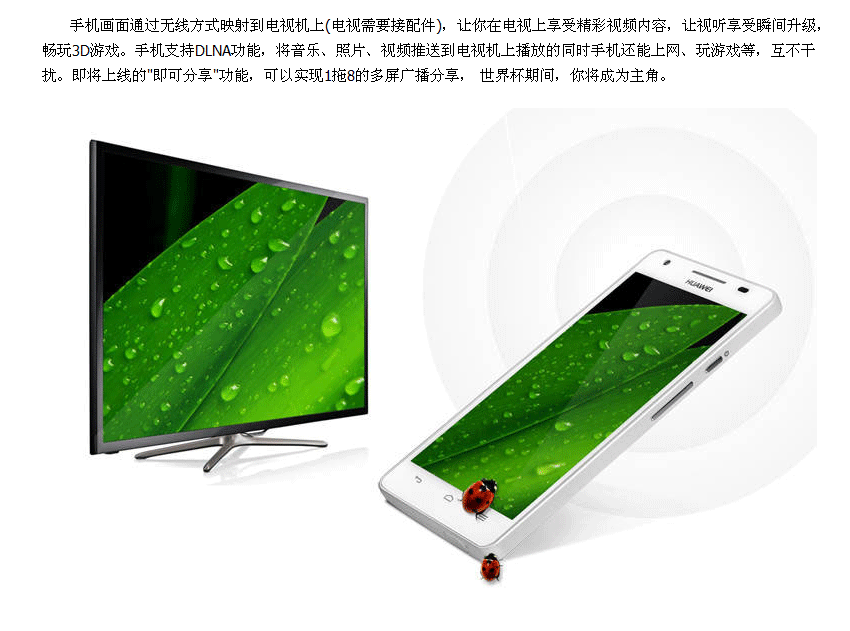 手机画面通过无线方式映射到电视机上(电视需要接配件)，让你在电视上享受精彩视频内容，让视听享受瞬间升级，
畅玩3D游戏。手机支持DLNA功能，将音乐、照片、视频推送到电视机上播放的同时手机还能上网、玩游戏等，互不干
扰。即将上线的"即可分享"功能，可以实现1拖8的多屏广播分享， 世界杯期间，你将成为主角。
HUAWEI